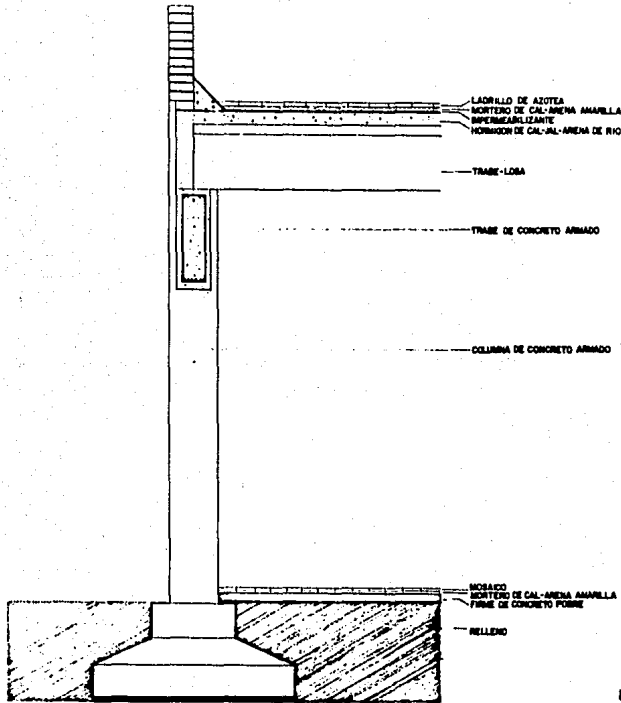 LADRILLO DE AZOTEA
MORTERO DE CAL-ARENA AMARILLA
IMPERMEABILIZANTE
HORMIGON DE CAL-JAL-ARENA DE RIO
TRABE-LOSA
TRABE DE CONCRETO ARMADO
COLUMNA DE CONCRETO ARMADO
MOSAICO
MORTERO DE CAL-ARENA AMARILLA
FIRME DE CONCRETO POBRE
RELLENO